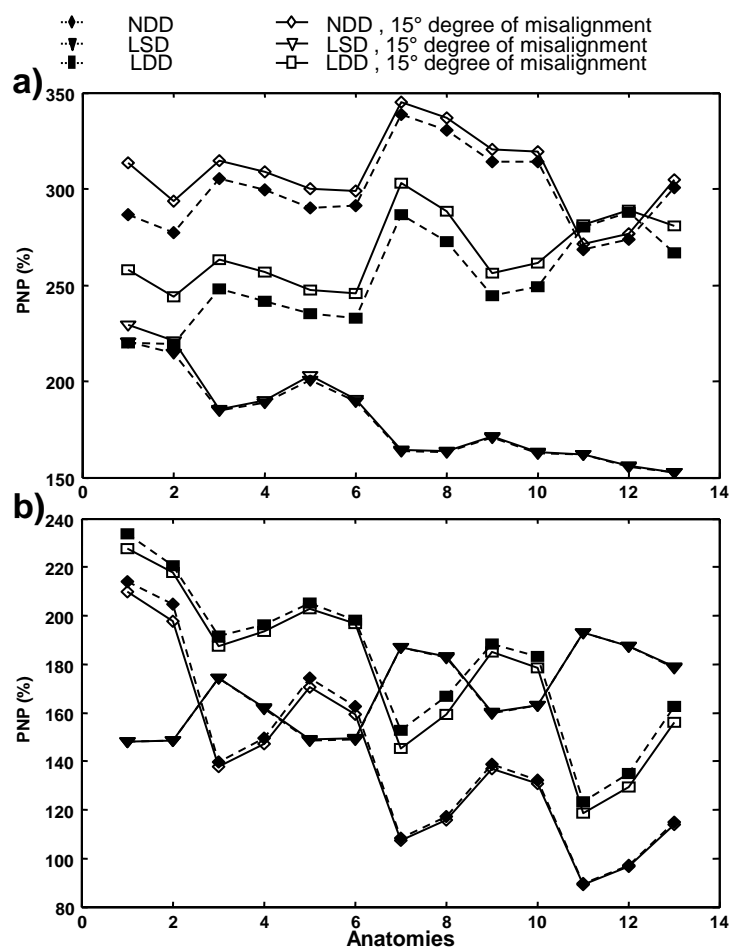 NDD NDD , 15° degree of misalignment
LSD LSD , 15° degree of misalignment
LDD LDD , 15° degree of misalignment
a)
350
300
250
200
150
PNP (%)
0 2 4 6 8 10 12 14
b)
240
220
200
180
160
140
120
100
80
PNP (%)
0 2 4 6 8 10 12 14
Anatomies